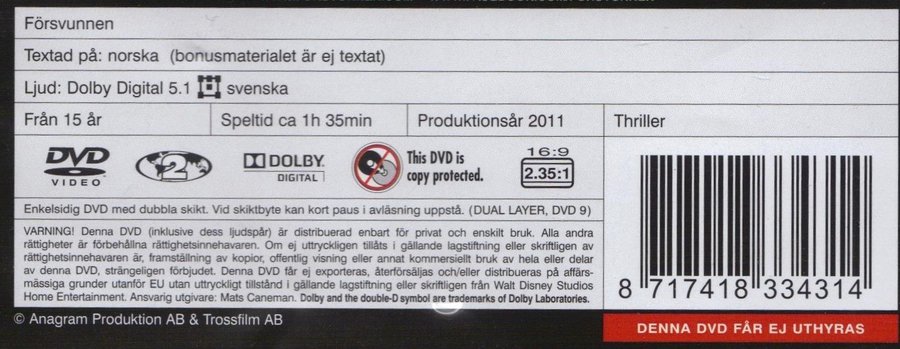 Försvunnen
Textad på: norska (bonusmaterialet är ej textat)
Ljud: Dolby Digital 5.1 svenska
Från 15 år
Speltid ca 1h 35min
Produktionsår 2011
Thriller
DVD
VIDEO
2
DOLBY
DIGITAL
This DVD is
copy protected.
16:9
2.35:1
Enkelsidig DVD med dubbla skikt. Vid skiktbyte kan kort paus i avläsning uppstå. (DUAL LAYER, DVD 9)
VARNING! Denna DVD (inklusive dess ljudspår) är distribuerad enbart för privat och enskilt bruk. Alla andra
rättigheter är förbehållna rättighetsinnehavaren. Om ej uttryckligen tillåts i gällande lagstiftning eller skriftligen av
rättighetsinnehavaren är, framställning av kopior, offentlig visning eller annat kommersiellt bruk av hela eller delar
av denna DVD, strängeligen förbjudet. Denna DVD får ej exporteras, återförsäljas och/eller distribueras på affärs-
mässiga grunder utanför EU utan uttryckligt tillstånd i gällande lagstiftning eller skriftligen från Walt Disney Studios
Home Entertainment. Ansvarig utgivare: Mats Caneman. Dolby and the double-D symbol are trademarks of Dolby Laboratories.
8 717418 334314
© Anagram Produktion AB & Trossfilm AB
DENNA DVD FÅR EJ UTHYRAS